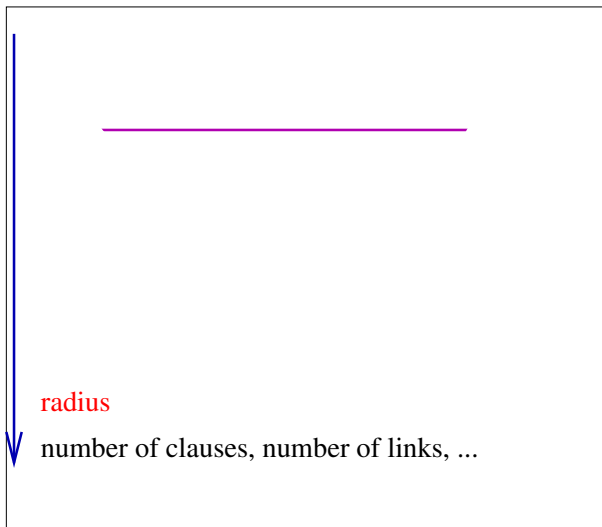 radius
number of clauses, number of links, ...